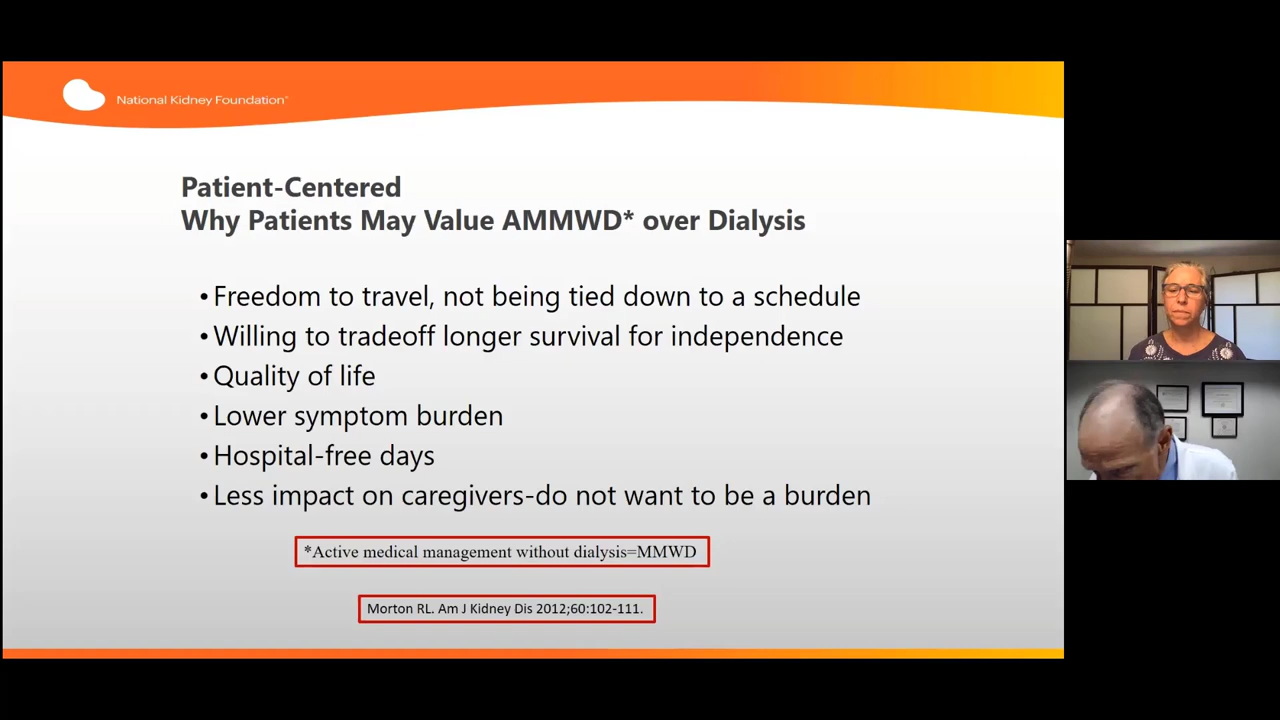 National Kidney Foundation™
Patient-Centered
Why Patients May Value AMMWD* over Dialysis
• Freedom to travel, not being tied down to a schedule
• Willing to tradeoff longer survival for independence
• Quality of life
• Lower symptom burden
• Hospital-free days
• Less impact on caregivers-do not want to be a burden
*Active medical management without dialysis=MMWD
Morton RL. Am J Kidney Dis 2012;60:102-111.